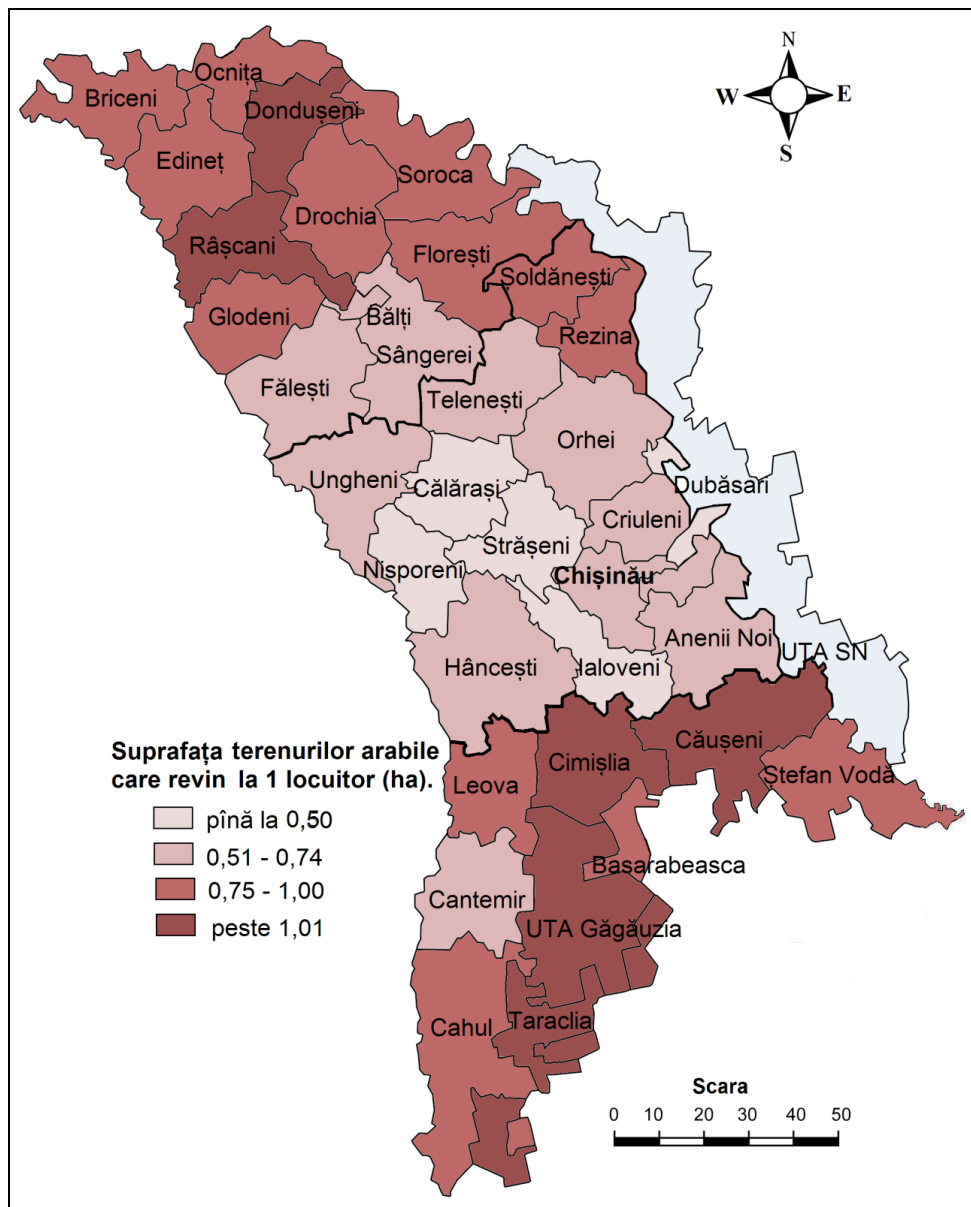 N
W
E
S
Ocnița
Briceni
Dondușeni
Edineț
Soroca
Drochia
Râșcani
Florești
Șoldănești
Glodeni
Bălți
Rezina
Sângerei
Fălești
Telenești
Orhei
Ungheni
Călărași
Dubăsari
Criuleni
Strășeni
Nisporeni
Chișinău
Anenii Noi
UTA SN
Hâncești
Ialoveni
Căușeni
Suprafața terenurilor arabile
care revin la 1 locuitor (ha).
Cimișlia
Ștefan Vodă
Leova
pînă la 0,50
0,51 - 0,74
0,75 - 1,00
peste 1,01
Basarabeasca
Cantemir
UTA Găgăuzia
Cahul
Taraclia
Scara
0 10 20 30 40 50